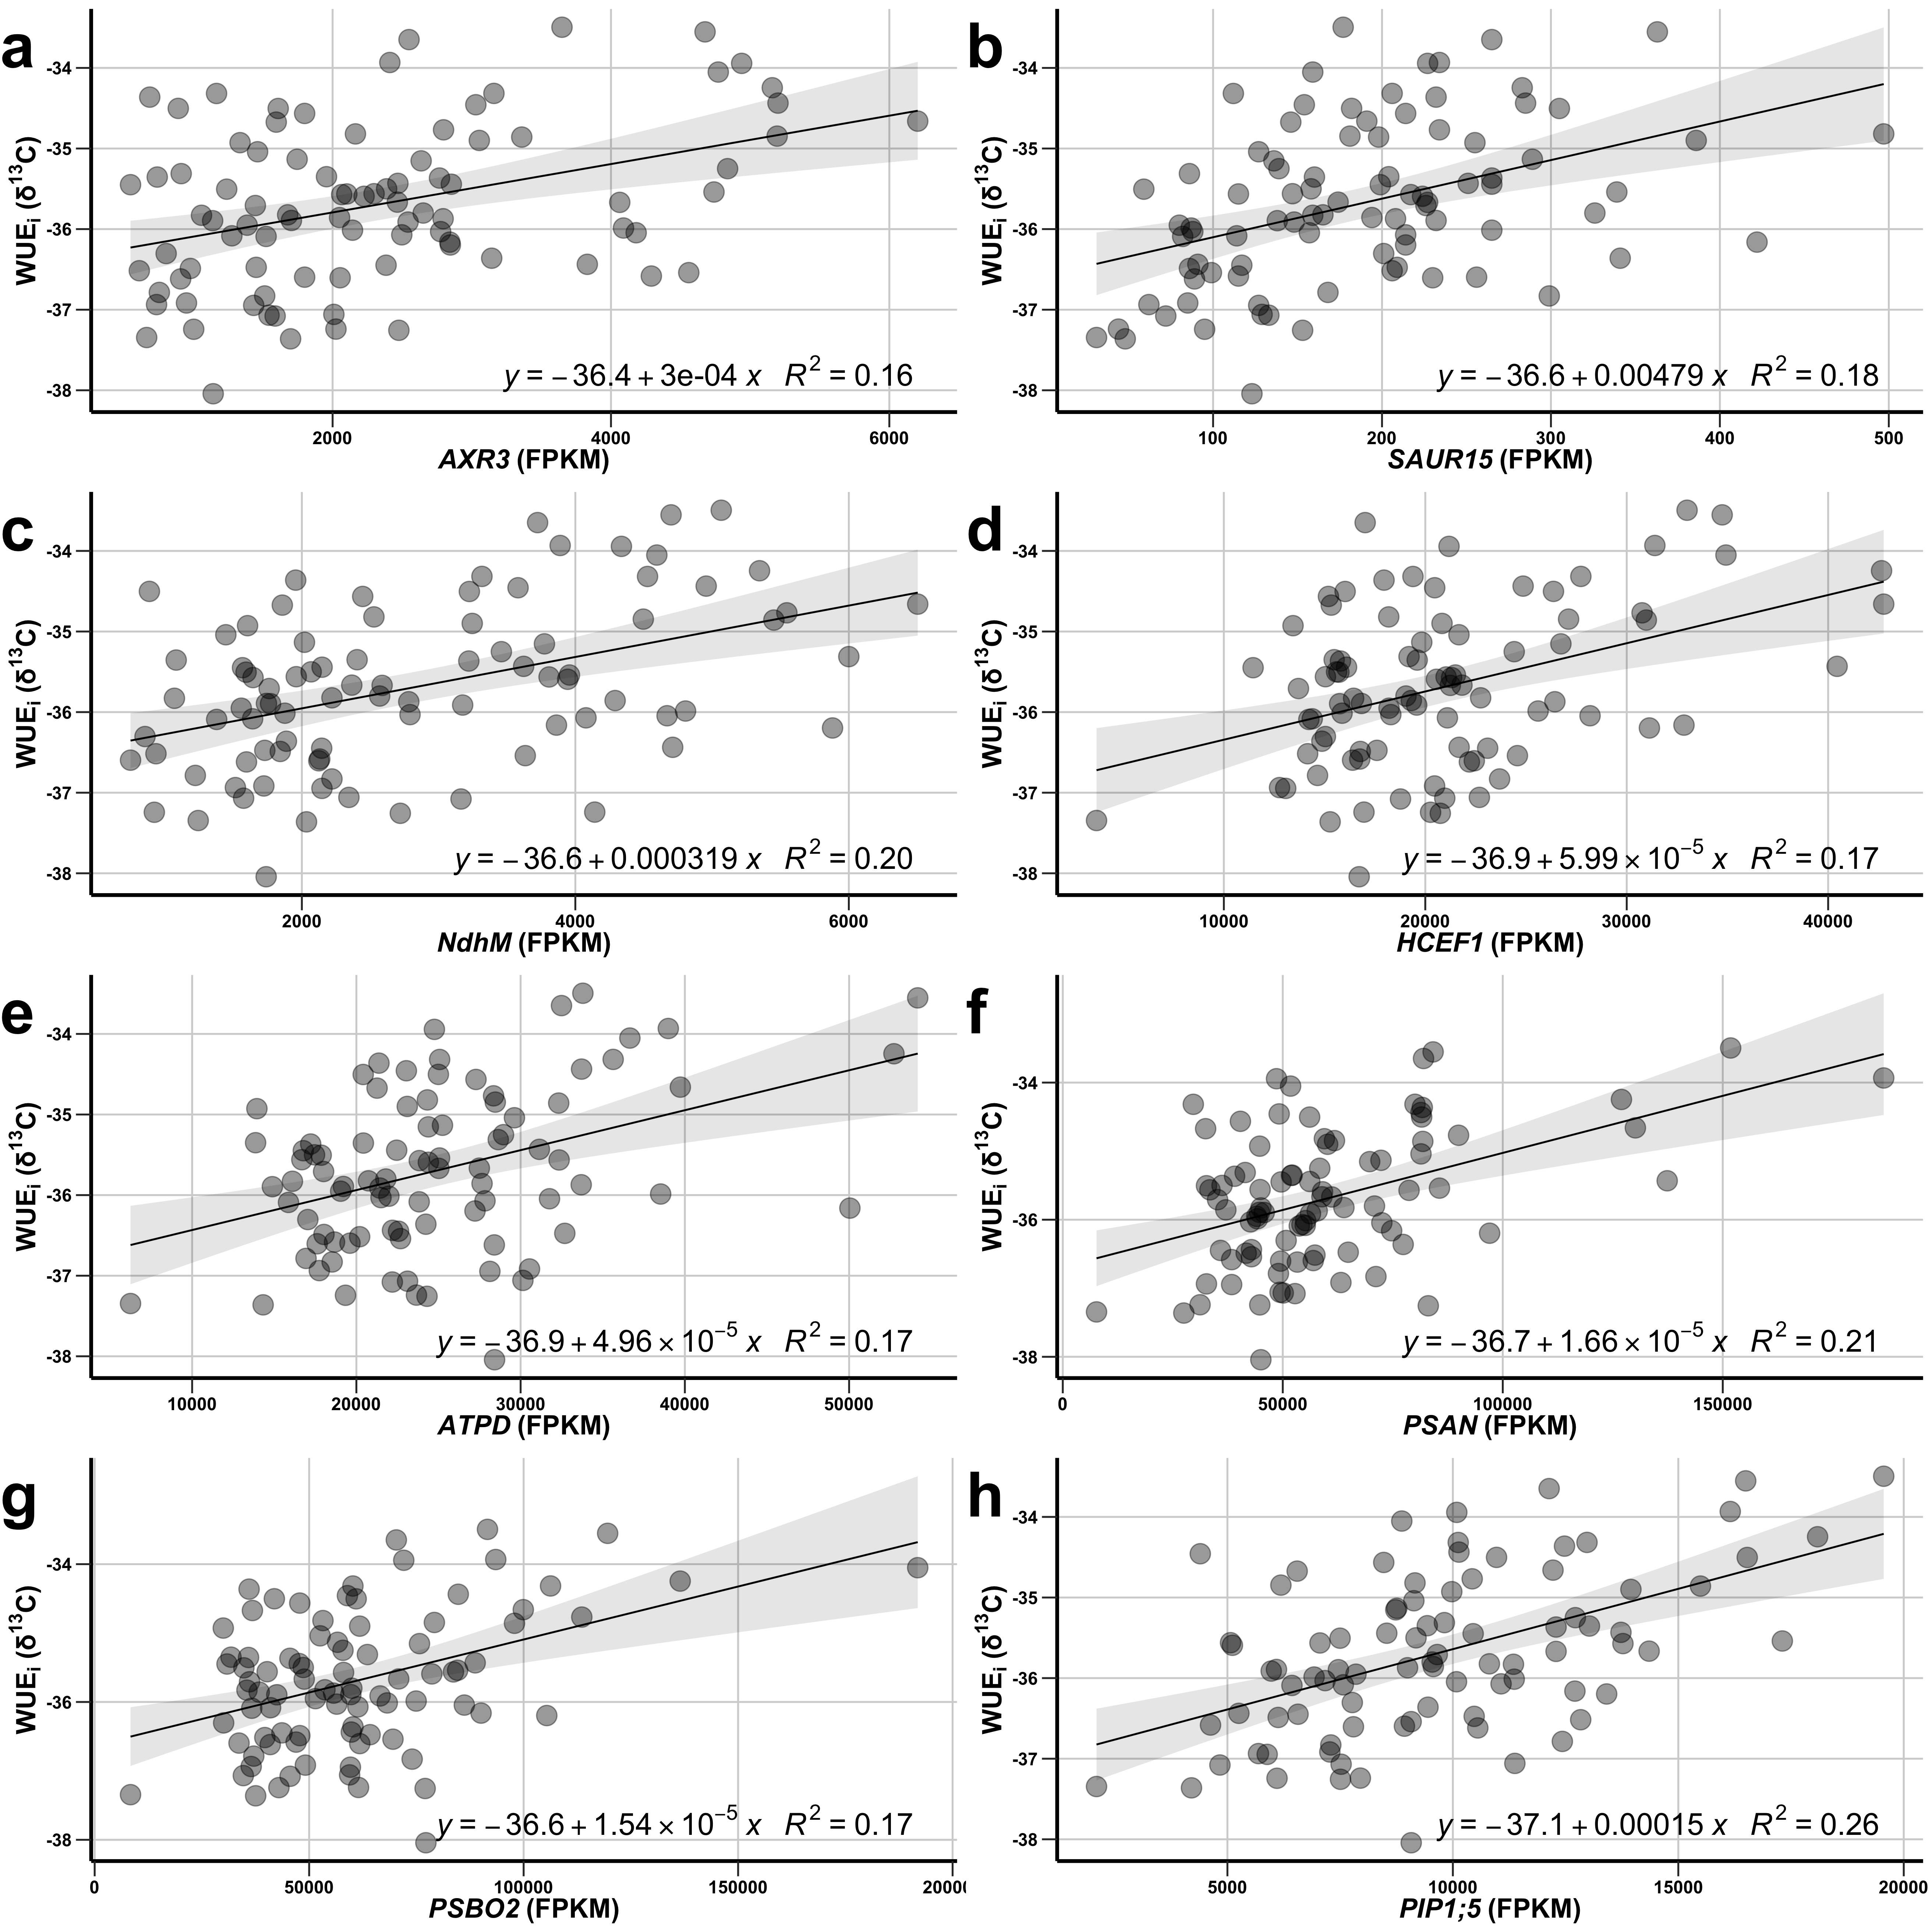 a
WUEi (δ13C)
-34
-35
-36
-37
-38
y = − 36.4 + 3e-04 x R2 = 0.16
2000 4000 6000
AXR3 (FPKM)
b
WUEi (δ13C)
-34
-35
-36
-37
-38
y = − 36.6 + 0.00479 x R2 = 0.18
100 200 300 400 500
SAUR15 (FPKM)
c
WUEi (δ13C)
-34
-35
-36
-37
-38
y = − 36.6 + 0.000319 x R2 = 0.20
2000 4000 6000
NdhM (FPKM)
d
WUEi (δ13C)
-34
-35
-36
-37
-38
y = − 36.9 + 5.99 × 10−5 x R2 = 0.17
10000 20000 30000 40000
HCEF1 (FPKM)
e
WUEi (δ13C)
-34
-35
-36
-37
-38
y = − 36.9 + 4.96 × 10−5 x R2 = 0.17
10000 20000 30000 40000 50000
ATPD (FPKM)
f
WUEi (δ13C)
-34
-36
-38
y = − 36.7 + 1.66 × 10−5 x R2 = 0.21
0 50000 100000 150000
PSAN (FPKM)
g
WUEi (δ13C)
-34
-36
-38
y = − 36.6 + 1.54 × 10−5 x R2 = 0.17
0 50000 100000 150000 20000
PSBO2 (FPKM)
h
WUEi (δ13C)
-34
-35
-36
-37
-38
y = − 37.1 + 0.00015 x R2 = 0.26
5000 10000 15000 20000
PIP1;5 (FPKM)